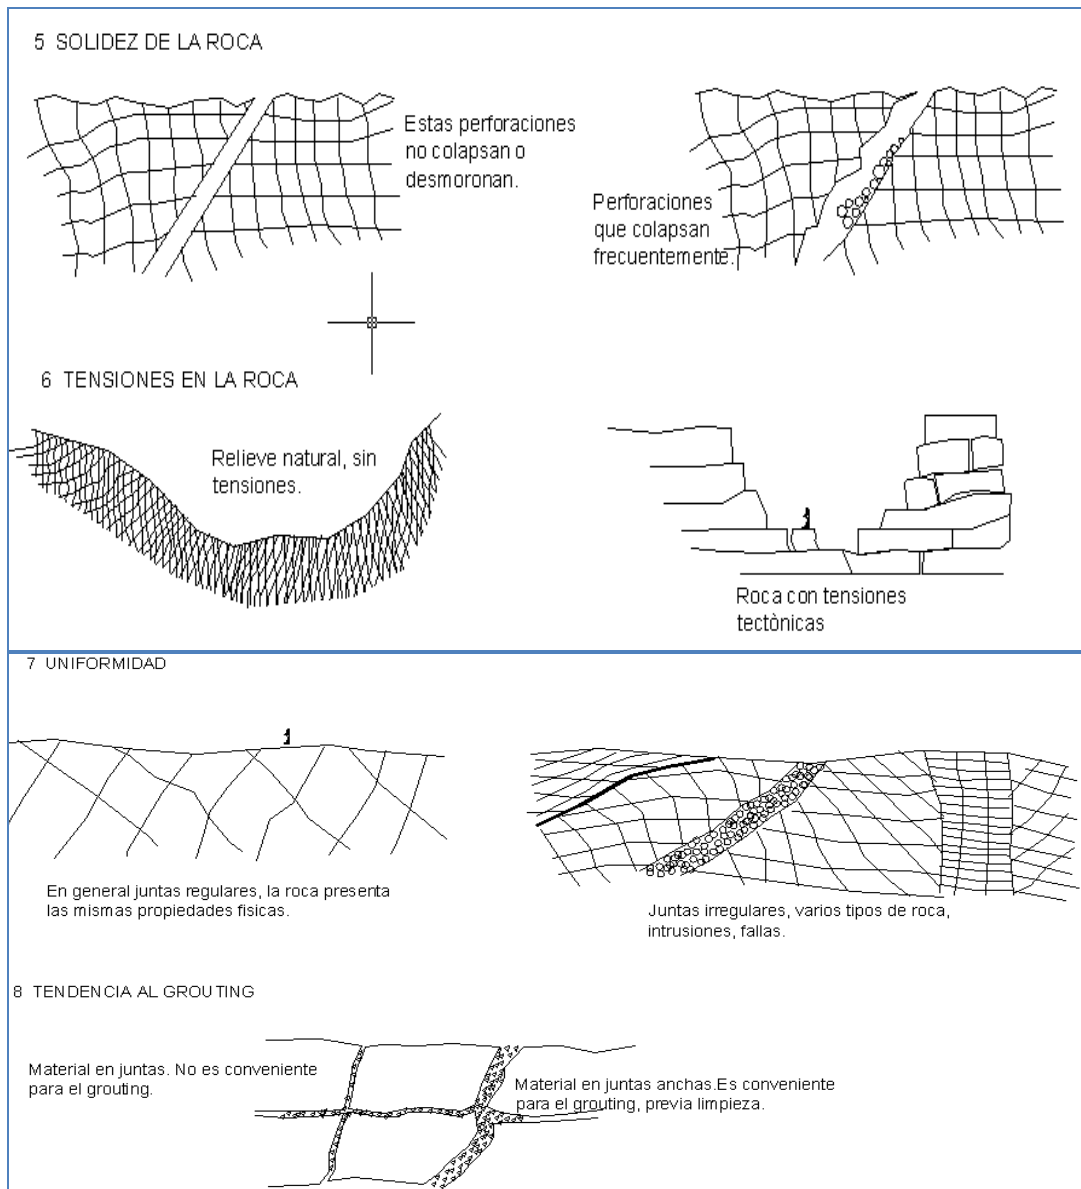 5 SOLIDEZ DE LA ROCA
Estas perforaciones
no colapsan o
desmoronan.
Perforaciones
que colapsan
frecuentemente.
6 TENSIONES EN LA ROCA
Relieve natural, sin
tensiones.
Roca con tensiones
tectònicas
7 UNIFORMIDAD
1
En general juntas regulares, la roca presenta
las mismas propiedades fisicas.
Juntas irregulares, varios tipos de roca,
intrusiones, fallas.
8 TENDENCIA AL GROUTING
Material en juntas. No es conveniente
para el grouting.
Material en juntas anchas.Es conveniente
para el grouting, previa limpieza.